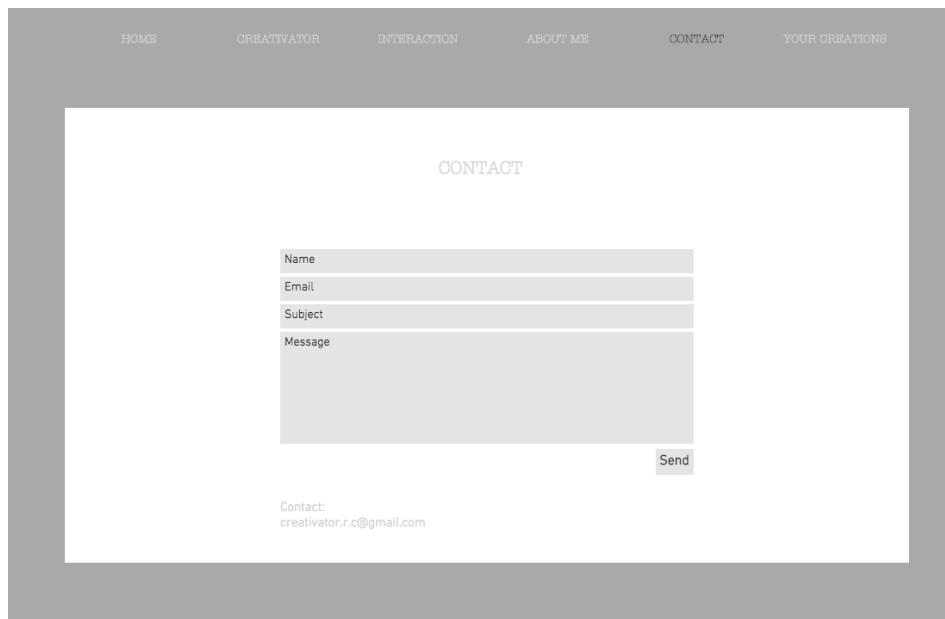 HOME CREATIVATOR INTERACTION ABOUT ME CONTACT YOUR CREATIONS
CONTACT
Name
Email
Subject
Message
Send
Contact:
creativator.r.c@gmail.com